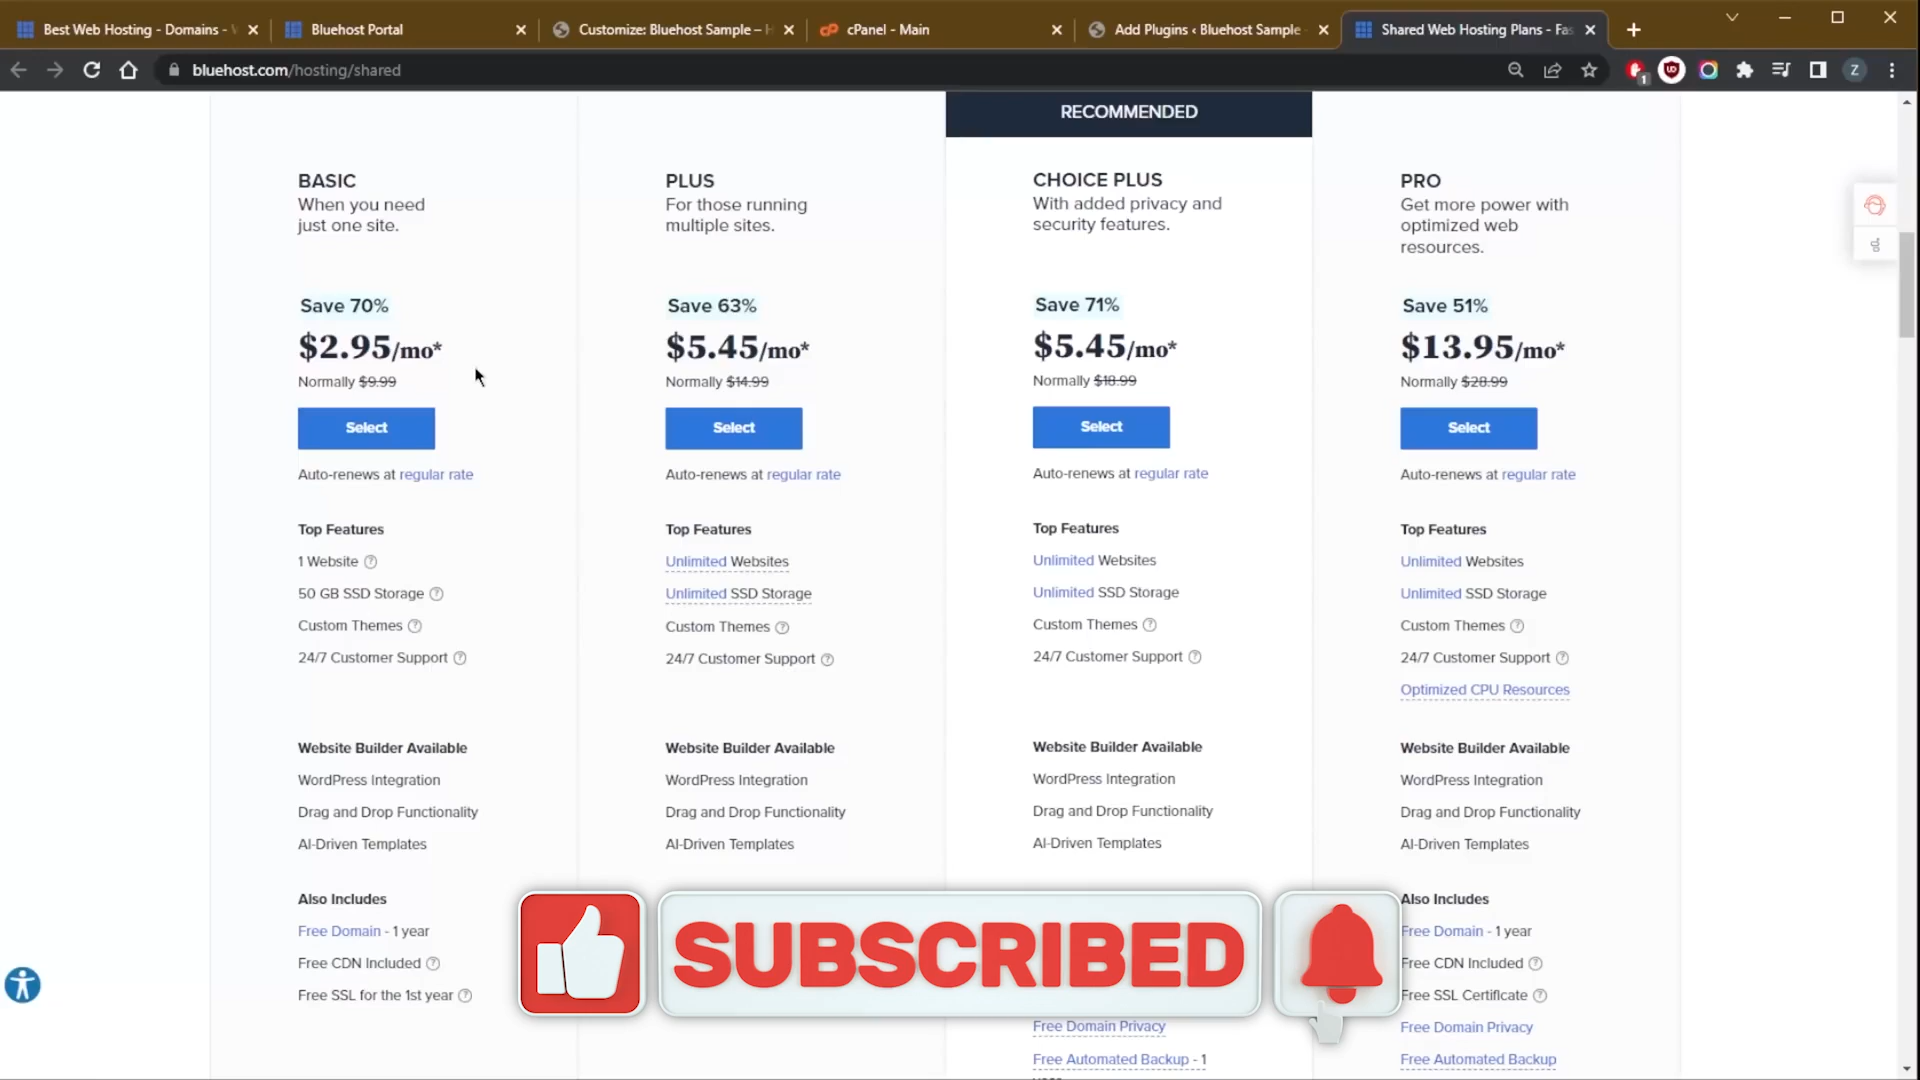 Best Web Hosting - Domains -
Bluehost Portal
Customize: Bluehost Sample –
cPanel - Main
Add Plugins ‹ Bluehost Sample
Shared Web Hosting Plans - Fas
bluehost.com/hosting/shared
1
Z
RECOMMENDED
BASIC
When you need
just one site.
Save 70%
$2.95/mo*
Normally $9.99
Select
Auto-renews at regular rate
Top Features
1 Website
50 GB SSD Storage
Custom Themes
24/7 Customer Support
Website Builder Available
WordPress Integration
Drag and Drop Functionality
AI-Driven Templates
Also Includes
Free Domain - 1 year
Free CDN Included
Free SSL for the 1st year
PLUS
For those running
multiple sites.
Save 63%
$5.45/mo*
Normally $14.99
Select
Auto-renews at regular rate
Top Features
Unlimited Websites
Unlimited SSD Storage
Custom Themes
24/7 Customer Support
Website Builder Available
WordPress Integration
Drag and Drop Functionality
AI-Driven Templates
CHOICE PLUS
With added privacy and
security features.
Save 71%
$5.45/mo*
Normally $18.99
Select
Auto-renews at regular rate
Top Features
Unlimited Websites
Unlimited SSD Storage
Custom Themes
24/7 Customer Support
Website Builder Available
WordPress Integration
Drag and Drop Functionality
AI-Driven Templates
Free Domain Privacy
Free Automated Backup - 1
PRO
Get more power with
optimized web
resources.
Save 51%
$13.95/mo*
Normally $28.99
Select
Auto-renews at regular rate
Top Features
Unlimited Websites
Unlimited SSD Storage
Custom Themes
24/7 Customer Support
Optimized CPU Resources
Website Builder Available
WordPress Integration
Drag and Drop Functionality
AI-Driven Templates
Also Includes
Free Domain - 1 year
Free CDN Included
Free SSL Certificate
Free Domain Privacy
Free Automated Backup
SUBSCRIBED